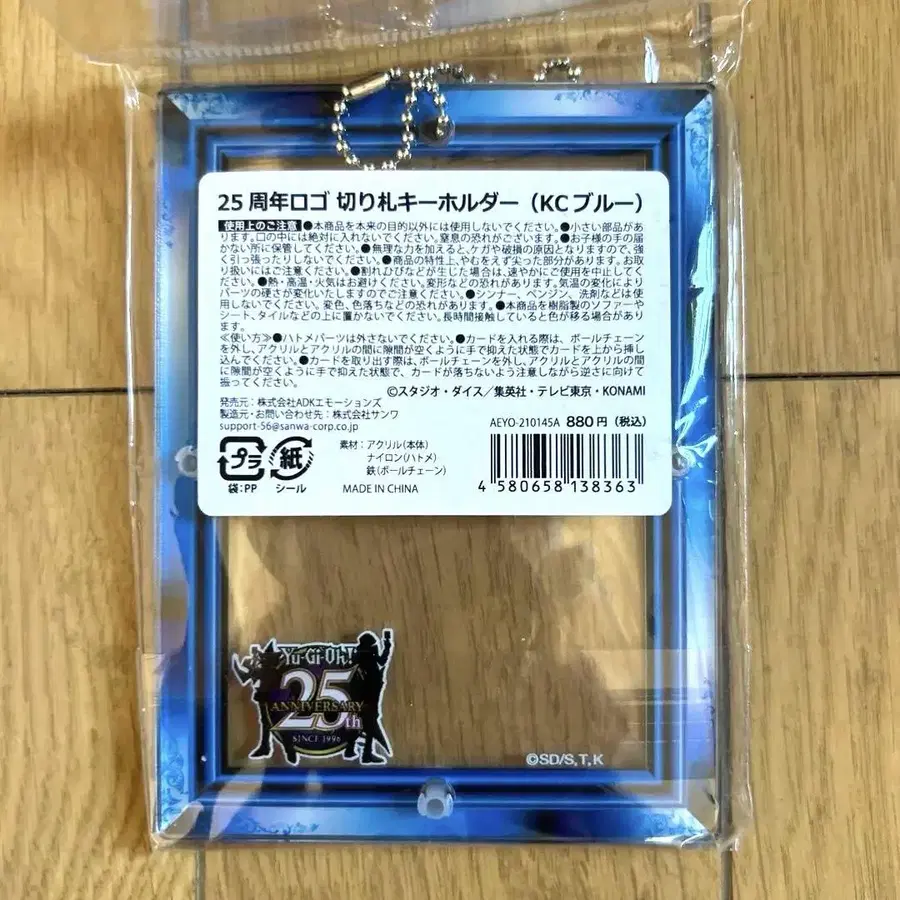 25周年ロゴ 切り札キーホルダー（KCブルー）
使用上のご注意 ●本商品を本来の目的以外には使用しないでください。●小さい部品があ
ります。口の中には絶対に入れないでください。窒息の恐れがございます。●お子様の手の届
かない所に保管してください。●無理な力を加えると、ケガや破損の原因となりますので、強
く引っ張ったりしないでください。●商品の特性上、やむをえず尖った部分があります。お取
り扱いにはご注意ください。●割れひびなどが生じた場合は、速やかにご使用を中止してくだ
さい。●熱・高温・火気はお避けください。変形などの恐れがあります。気温の変化により
パーツの硬さが変化いたしますのでご注意ください。●シンナー、ベンジン、洗剤などは使
用しないでください。変色、色落ちなどの恐れがあります。●本商品を樹脂製のソファーや
シート、タイルなどの上に置かないでください。長時間接触していると色が移る場合がありま
す。
≪使い方≫●ハトメパーツは外さないでください。●カードを入れる際は、ボールチェーン
を外し、アクリルとアクリルの間に隙間が空くように手で抑えた状態でカードを上から挿し
込んでください。●カードを取り出す際は、ボールチェーンを外し、アクリルとアクリルの間
に隙間が空くように手で抑えた状態で、カードが落ちないよう注意しながら逆さに向けて
振ってください。
©スタジオ・ダイス／集英社・テレビ東京・KONAMI
発売元：株式会社ADKエモーションズ
製造元・お問い合わせ先：株式会社サンワ
support-56@sanwa-corp.co.jp
AEYO-210145A 880円（税込）
プラ
袋：PP
紙
シール
素材：アクリル（本体）
ナイロン（ハトメ）
鉄（ボールチェーン）
MADE IN CHINA
4 580658 138363
Yu-Gi-Oh!
25th
ANNIVERSARY
SINCE 1996
©SD/S,T,K